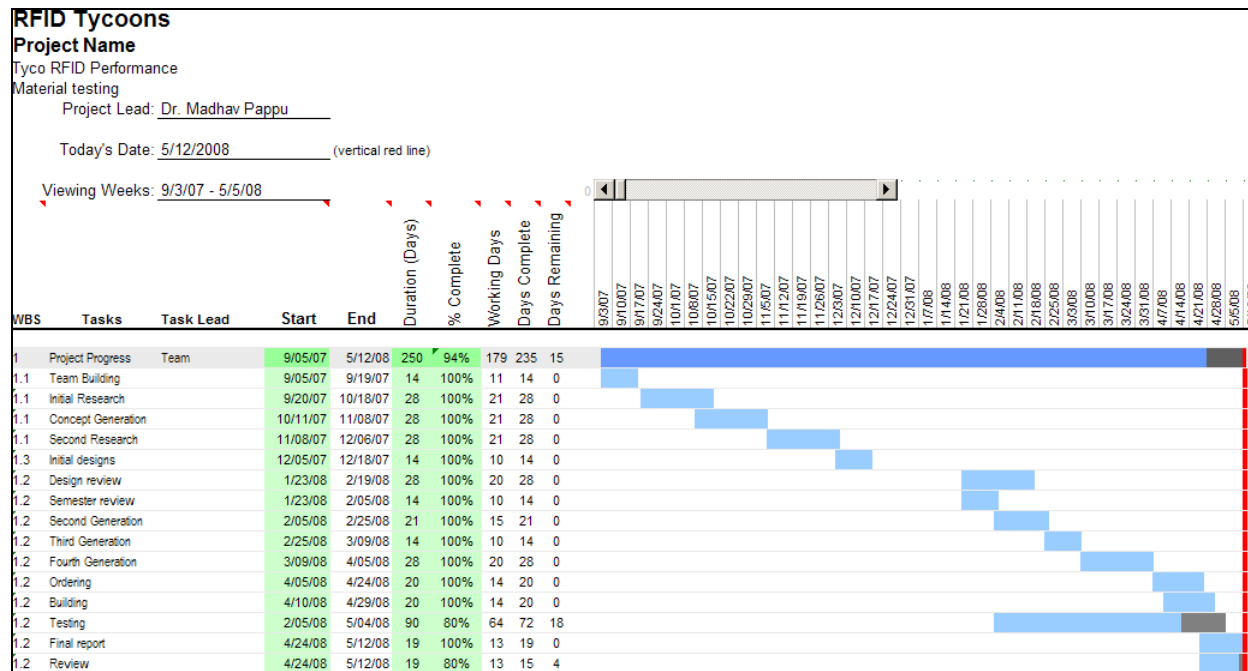 RFID Tycoons
Project Name
Tyco RFID Performance
Material testing
Project Lead: Dr. Madhav Pappu
Today's Date: 5/12/2008 (vertical red line)
Viewing Weeks: 9/3/07 - 5/5/08 0
WBS Tasks Task Lead Start End Duration (Days) % Complete Working Days Days Complete Days Remaining 9/3/07 9/10/07 9/17/07 9/24/07 10/1/07 10/8/07 10/15/07 10/22/07 10/29/07 11/5/07 11/12/07 11/19/07 11/26/07 12/3/07 12/10/07 12/17/07 12/24/07 12/31/07 1/7/08 1/14/08 1/21/08 1/28/08 2/4/08 2/11/08 2/18/08 2/25/08 3/3/08 3/10/08 3/17/08 3/24/08 3/31/08 4/7/08 4/14/08 4/21/08 4/28/08 5/5/08
1 Project Progress Team 9/05/07 5/12/08 250 94% 179 235 15
1.1 Team Building 9/05/07 9/19/07 14 100% 11 14 0
1.1 Initial Research 9/20/07 10/18/07 28 100% 21 28 0
1.1 Concept Generation 10/11/07 11/08/07 28 100% 21 28 0
1.1 Second Research 11/08/07 12/06/07 28 100% 21 28 0
1.3 Initial designs 12/05/07 12/18/07 14 100% 10 14 0
1.2 Design review 1/23/08 2/19/08 28 100% 20 28 0
1.2 Semester review 1/23/08 2/05/08 14 100% 10 14 0
1.2 Second Generation 2/05/08 2/25/08 21 100% 15 21 0
1.2 Third Generation 2/25/08 3/09/08 14 100% 10 14 0
1.2 Fourth Generation 3/09/08 4/05/08 28 100% 20 28 0
1.2 Ordering 4/05/08 4/24/08 20 100% 14 20 0
1.2 Building 4/10/08 4/29/08 20 100% 14 20 0
1.2 Testing 2/05/08 5/04/08 90 80% 64 72 18
1.2 Final report 4/24/08 5/12/08 19 100% 13 19 0
1.2 Review 4/24/08 5/12/08 19 80% 13 15 4